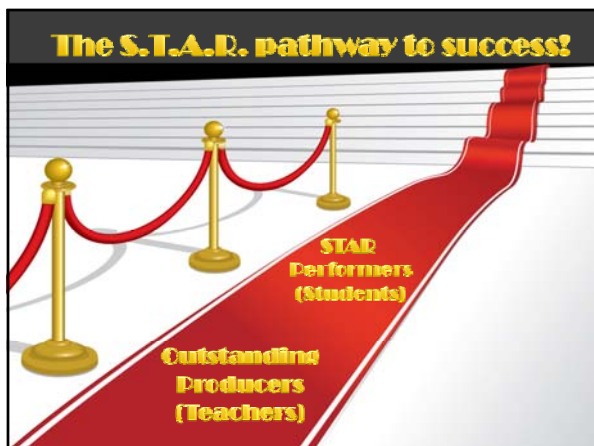 The S.T.A.R. pathway to success!
STAR
Performers
(Students)
Outstanding
Producers
(Teachers)